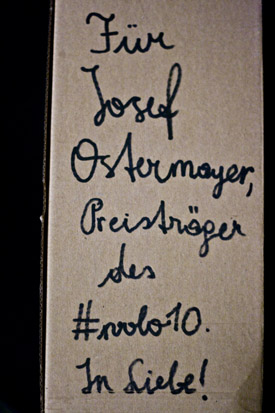 Für
Josef
Ostermayer,
Preisträger
des
#nolo10.
In Liebe!